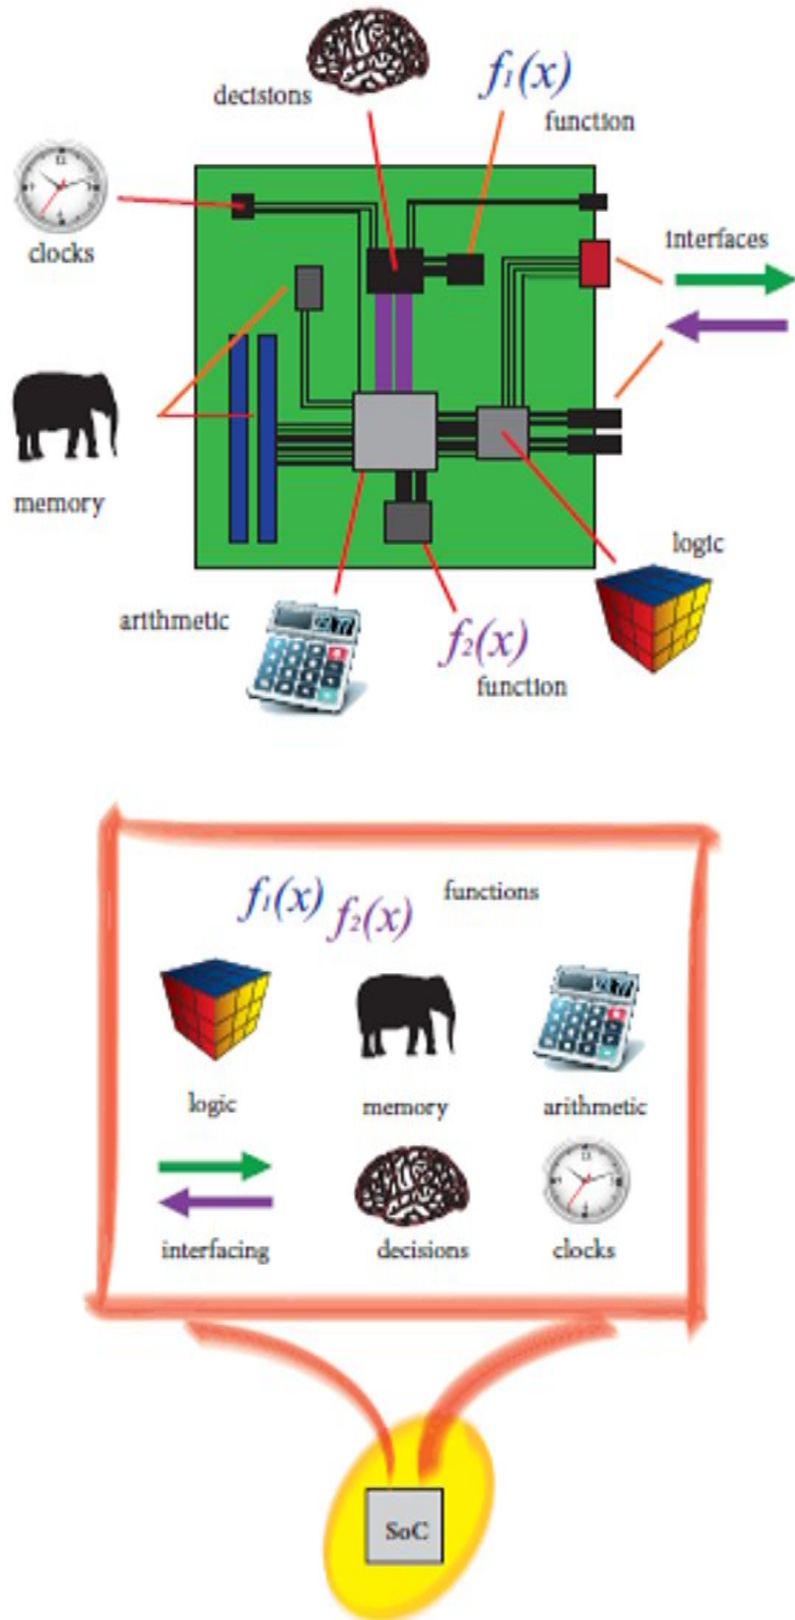 decisions
f₁(x)
function
clocks
interfaces
memory
logic
arithmetic
f₂(x)
function
f₁(x) f₂(x) functions
logic memory arithmetic
interfacing decisions clocks
SoC